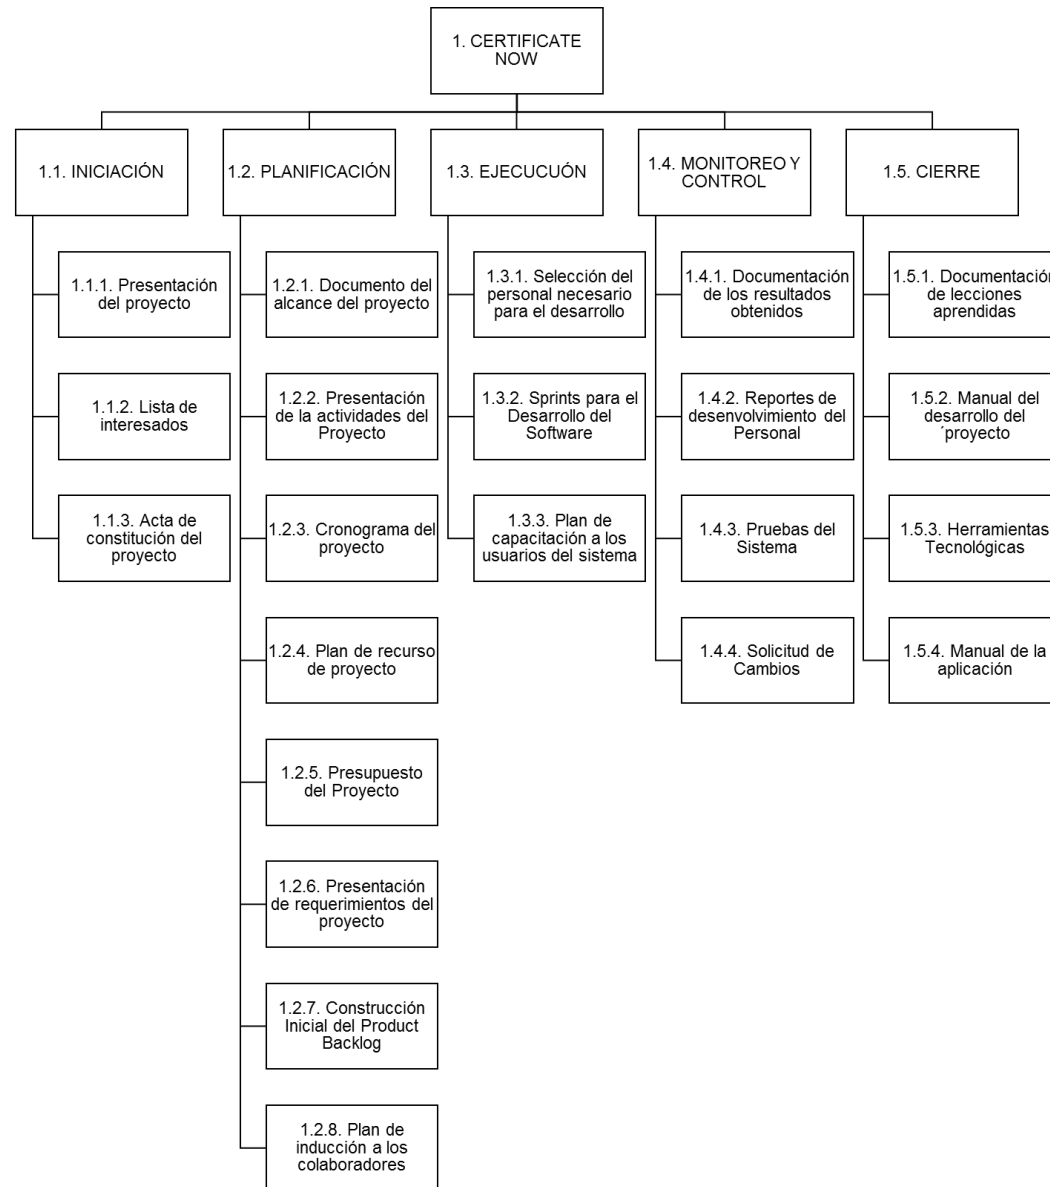 1. CERTIFICATE
NOW
1.1. INICIACIÓN
1.2. PLANIFICACIÓN
1.3. EJECUCUÓN
1.4. MONITOREO Y
CONTROL
1.5. CIERRE
1.1.1. Presentación
del proyecto
1.1.2. Lista de
interesados
1.1.3. Acta de
constitución del
proyecto
1.2.1. Documento del
alcance del proyecto
1.2.2. Presentación
de la actividades del
Proyecto
1.2.3. Cronograma del
proyecto
1.2.4. Plan de recurso
de proyecto
1.2.5. Presupuesto
del Proyecto
1.2.6. Presentación
de requerimientos del
proyecto
1.2.7. Construcción
Inicial del Product
Backlog
1.2.8. Plan de
inducción a los
colaboradores
1.3.1. Selección del
personal necesario
para el desarrollo
1.3.2. Sprints para el
Desarrollo del
Software
1.3.3. Plan de
capacitación a los
usuarios del sistema
1.4.1. Documentación
de los resultados
obtenidos
1.4.2. Reportes de
desenvolvimiento del
Personal
1.4.3. Pruebas del
Sistema
1.4.4. Solicitud de
Cambios
1.5.1. Documentación
de lecciones
aprendidas
1.5.2. Manual del
desarrollo del
´proyecto
1.5.3. Herramientas
Tecnológicas
1.5.4. Manual de la
aplicación